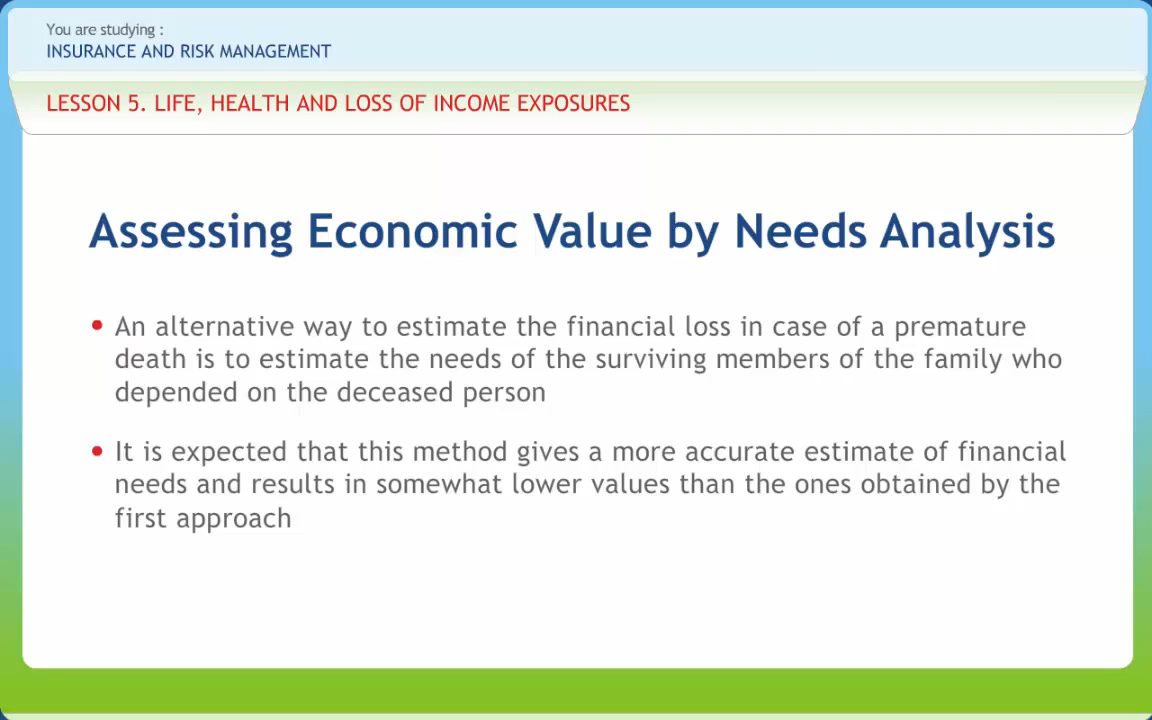 You are studying :
INSURANCE AND RISK MANAGEMENT
LESSON 5. LIFE, HEALTH AND LOSS OF INCOME EXPOSURES
Assessing Economic Value by Needs Analysis
• An alternative way to estimate the financial loss in case of a premature
death is to estimate the needs of the surviving members of the family who
depended on the deceased person
• It is expected that this method gives a more accurate estimate of financial
needs and results in somewhat lower values than the ones obtained by the
first approach